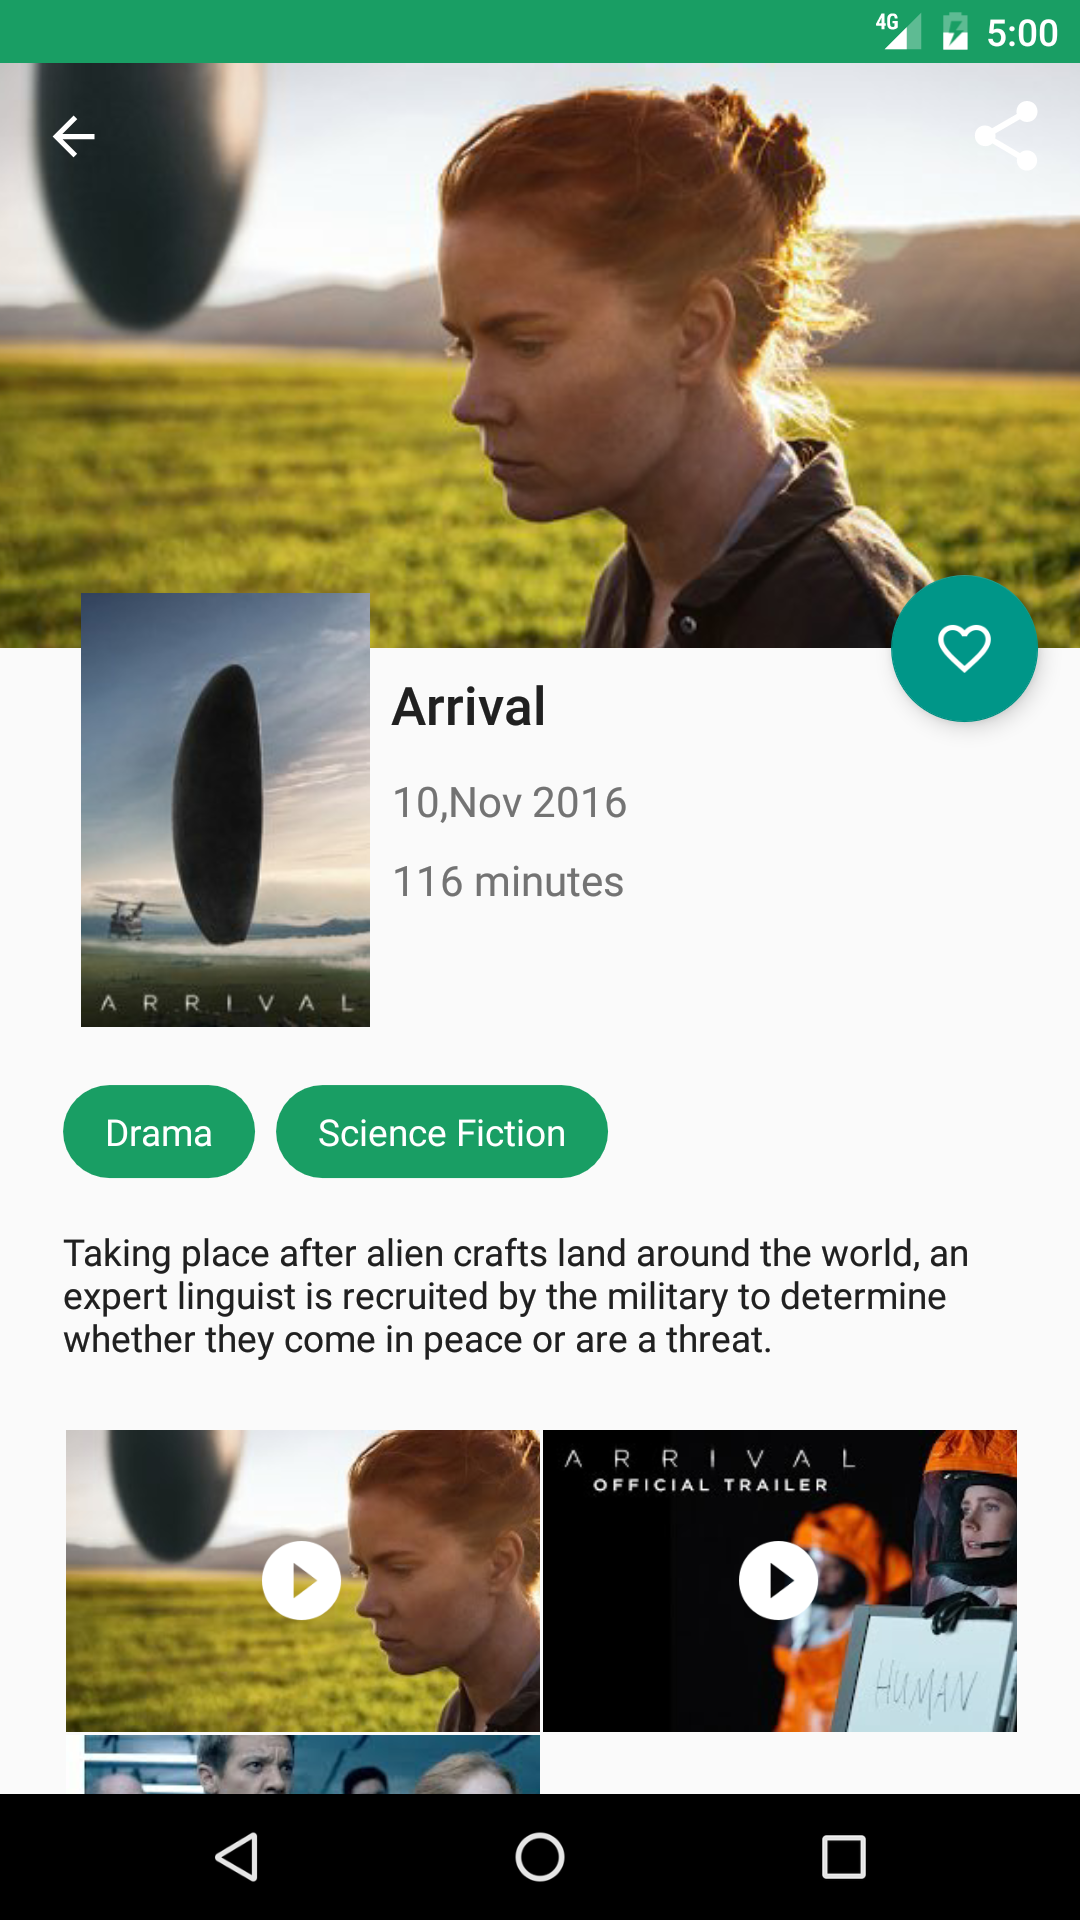 4G 5:00
Arrival
10,Nov 2016
116 minutes
ARRIVAL
Drama
Science Fiction
Taking place after alien crafts land around the world, an
expert linguist is recruited by the military to determine
whether they come in peace or are a threat.
ARRIVAL
OFFICIAL TRAILER
HUMAN